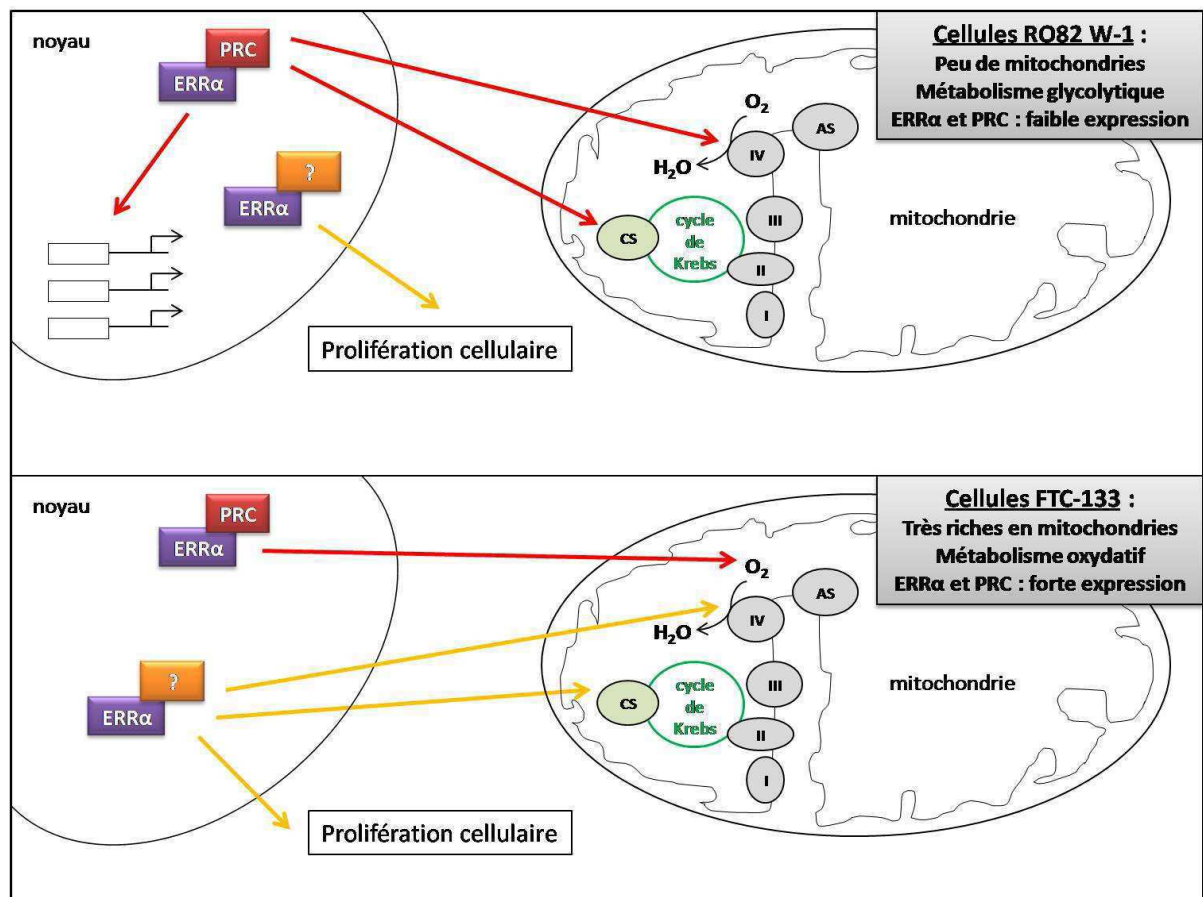 noyau
PRC
ERRα
?
ERRα
Prolifération cellulaire
Cellules RO82 W-1 :
Peu de mitochondries
Métabolisme glycolytique
ERRα et PRC : faible expression
O₂
AS
IV
H₂O
III
CS
cycle
de
Krebs
II
I
mitochondrie
noyau
PRC
ERRα
?
ERRα
Prolifération cellulaire
Cellules FTC-133 :
Très riches en mitochondries
Métabolisme oxydatif
ERRα et PRC : forte expression
O₂
AS
IV
H₂O
III
CS
cycle
de
Krebs
II
I
mitochondrie